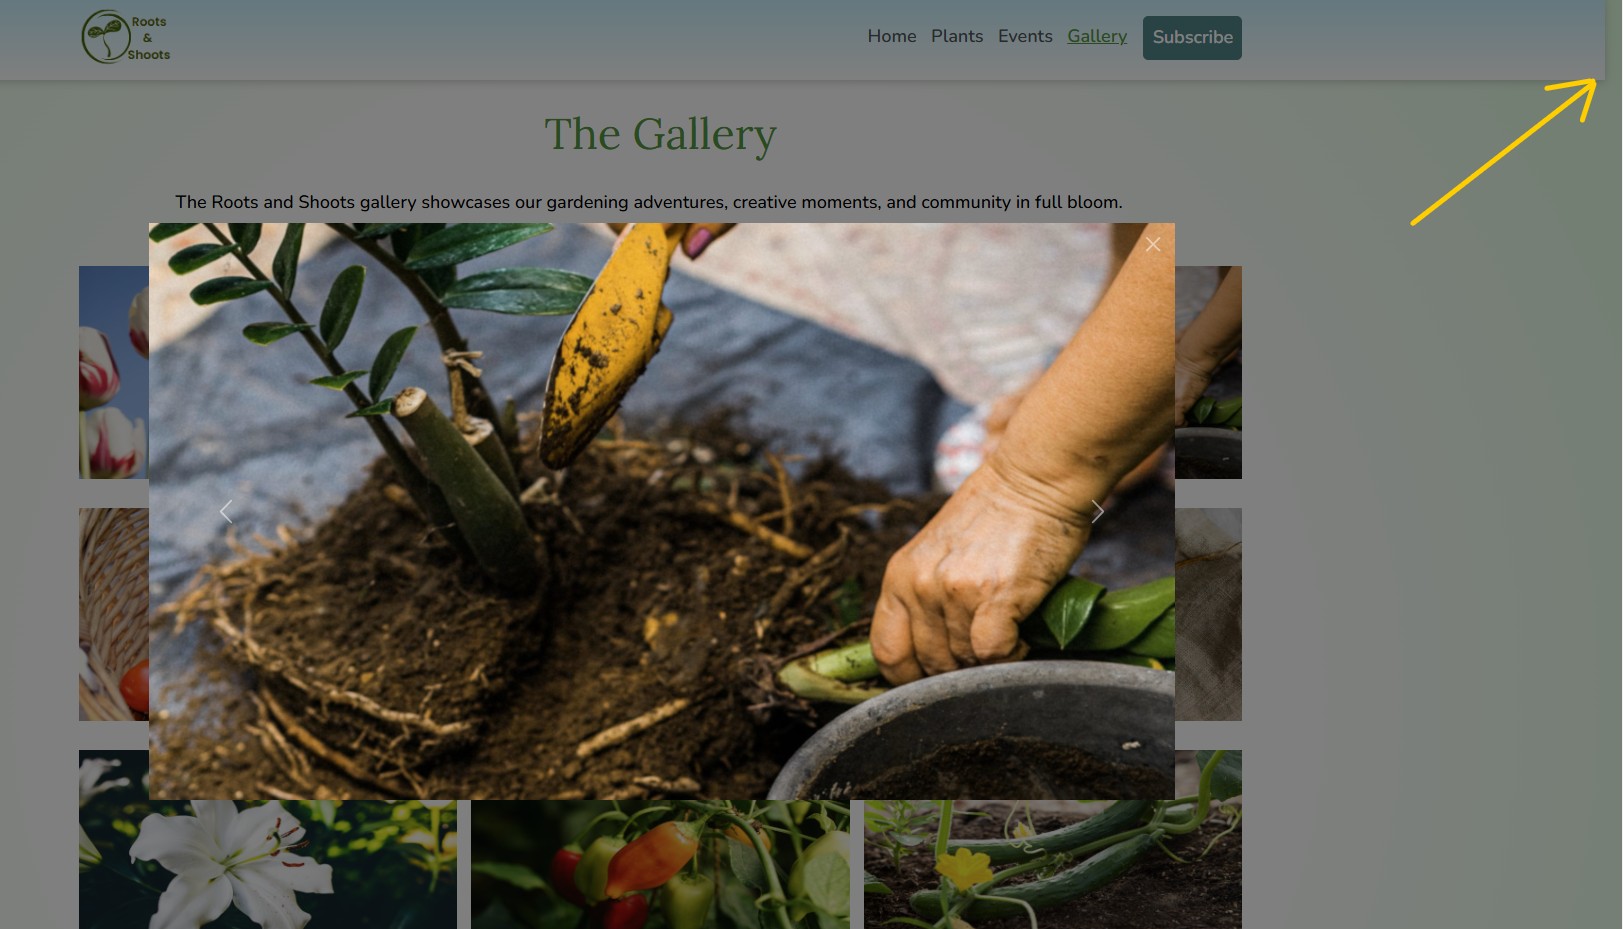 Roots
&
Shoots
Home Plants Events Gallery Subscribe
The Gallery
The Roots and Shoots gallery showcases our gardening adventures, creative moments, and community in full bloom.